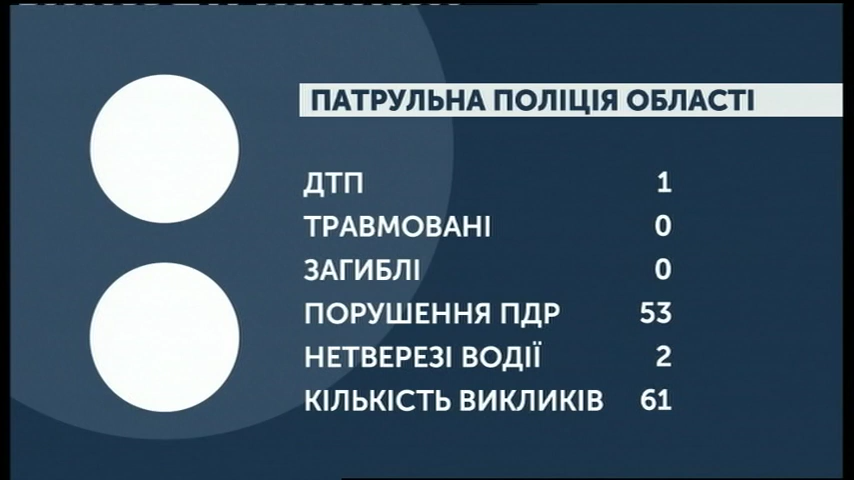 ПАТРУЛЬНА ПОЛІЦІЯ ОБЛАСТІ
ДТП 1
ТРАВМОВАНІ 0
ЗАГИБЛІ 0
ПОРУШЕННЯ ПДР 53
НЕТВЕРЕЗІ ВОДІЇ 2
КІЛЬКІСТЬ ВИКЛИКІВ 61